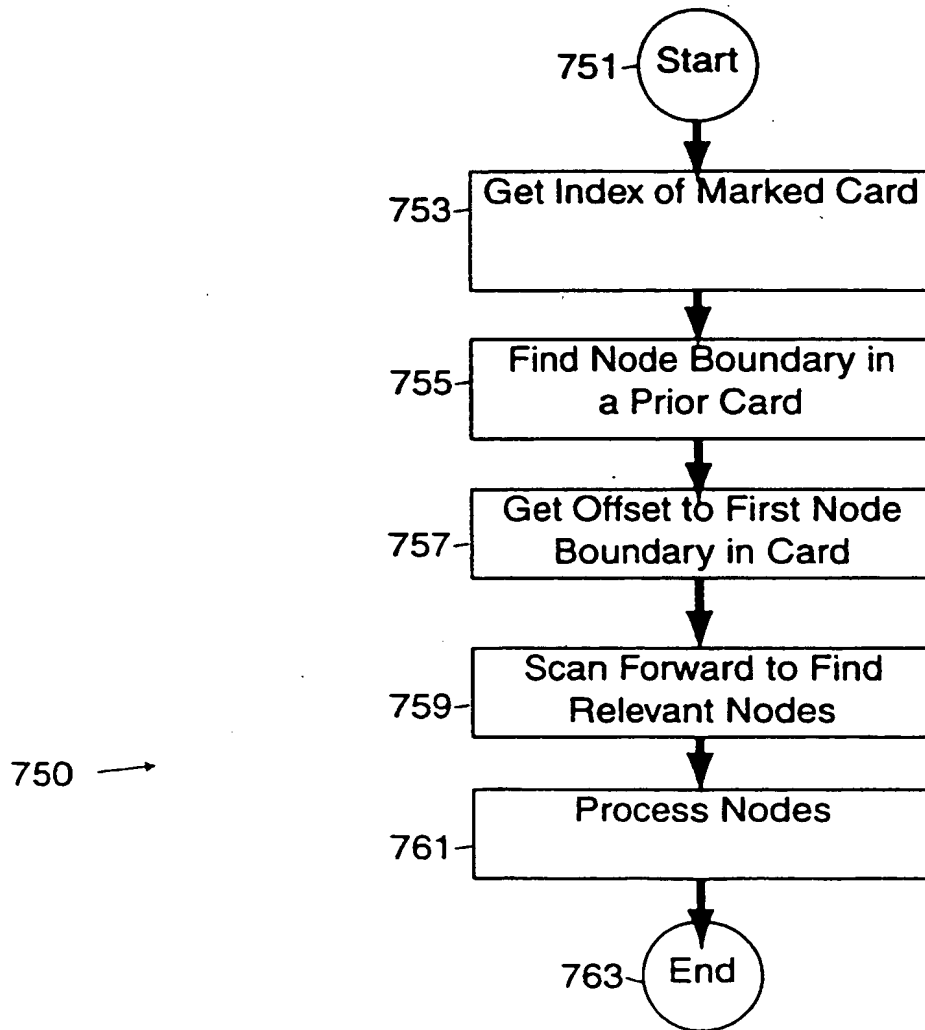 751
Start
753
Get Index of Marked Card
755
Find Node Boundary in
a Prior Card
757
Get Offset to First Node
Boundary in Card
759
Scan Forward to Find
Relevant Nodes
750
761
Process Nodes
763
End